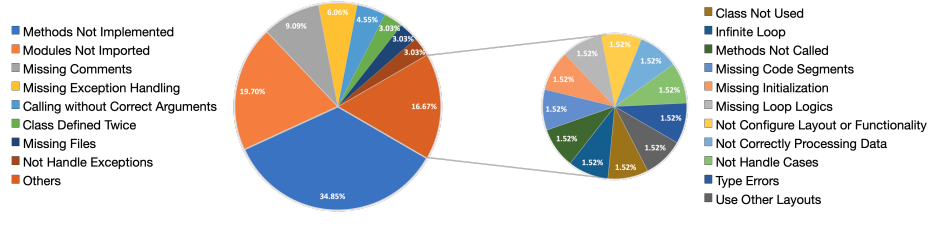 Methods Not Implemented
Modules Not Imported
Missing Comments
Missing Exception Handling
Calling without Correct Arguments
Class Defined Twice
Missing Files
Not Handle Exceptions
Others
34.85%
19.70%
9.09%
6.06%
4.55%
3.03%
3.03%
3.03%
16.67%
1.52%
1.52%
1.52%
1.52%
1.52%
1.52%
1.52%
1.52%
1.52%
1.52%
1.52%
Class Not Used
Infinite Loop
Methods Not Called
Missing Code Segments
Missing Initialization
Missing Loop Logics
Not Configure Layout or Functionality
Not Correctly Processing Data
Not Handle Cases
Type Errors
Use Other Layouts